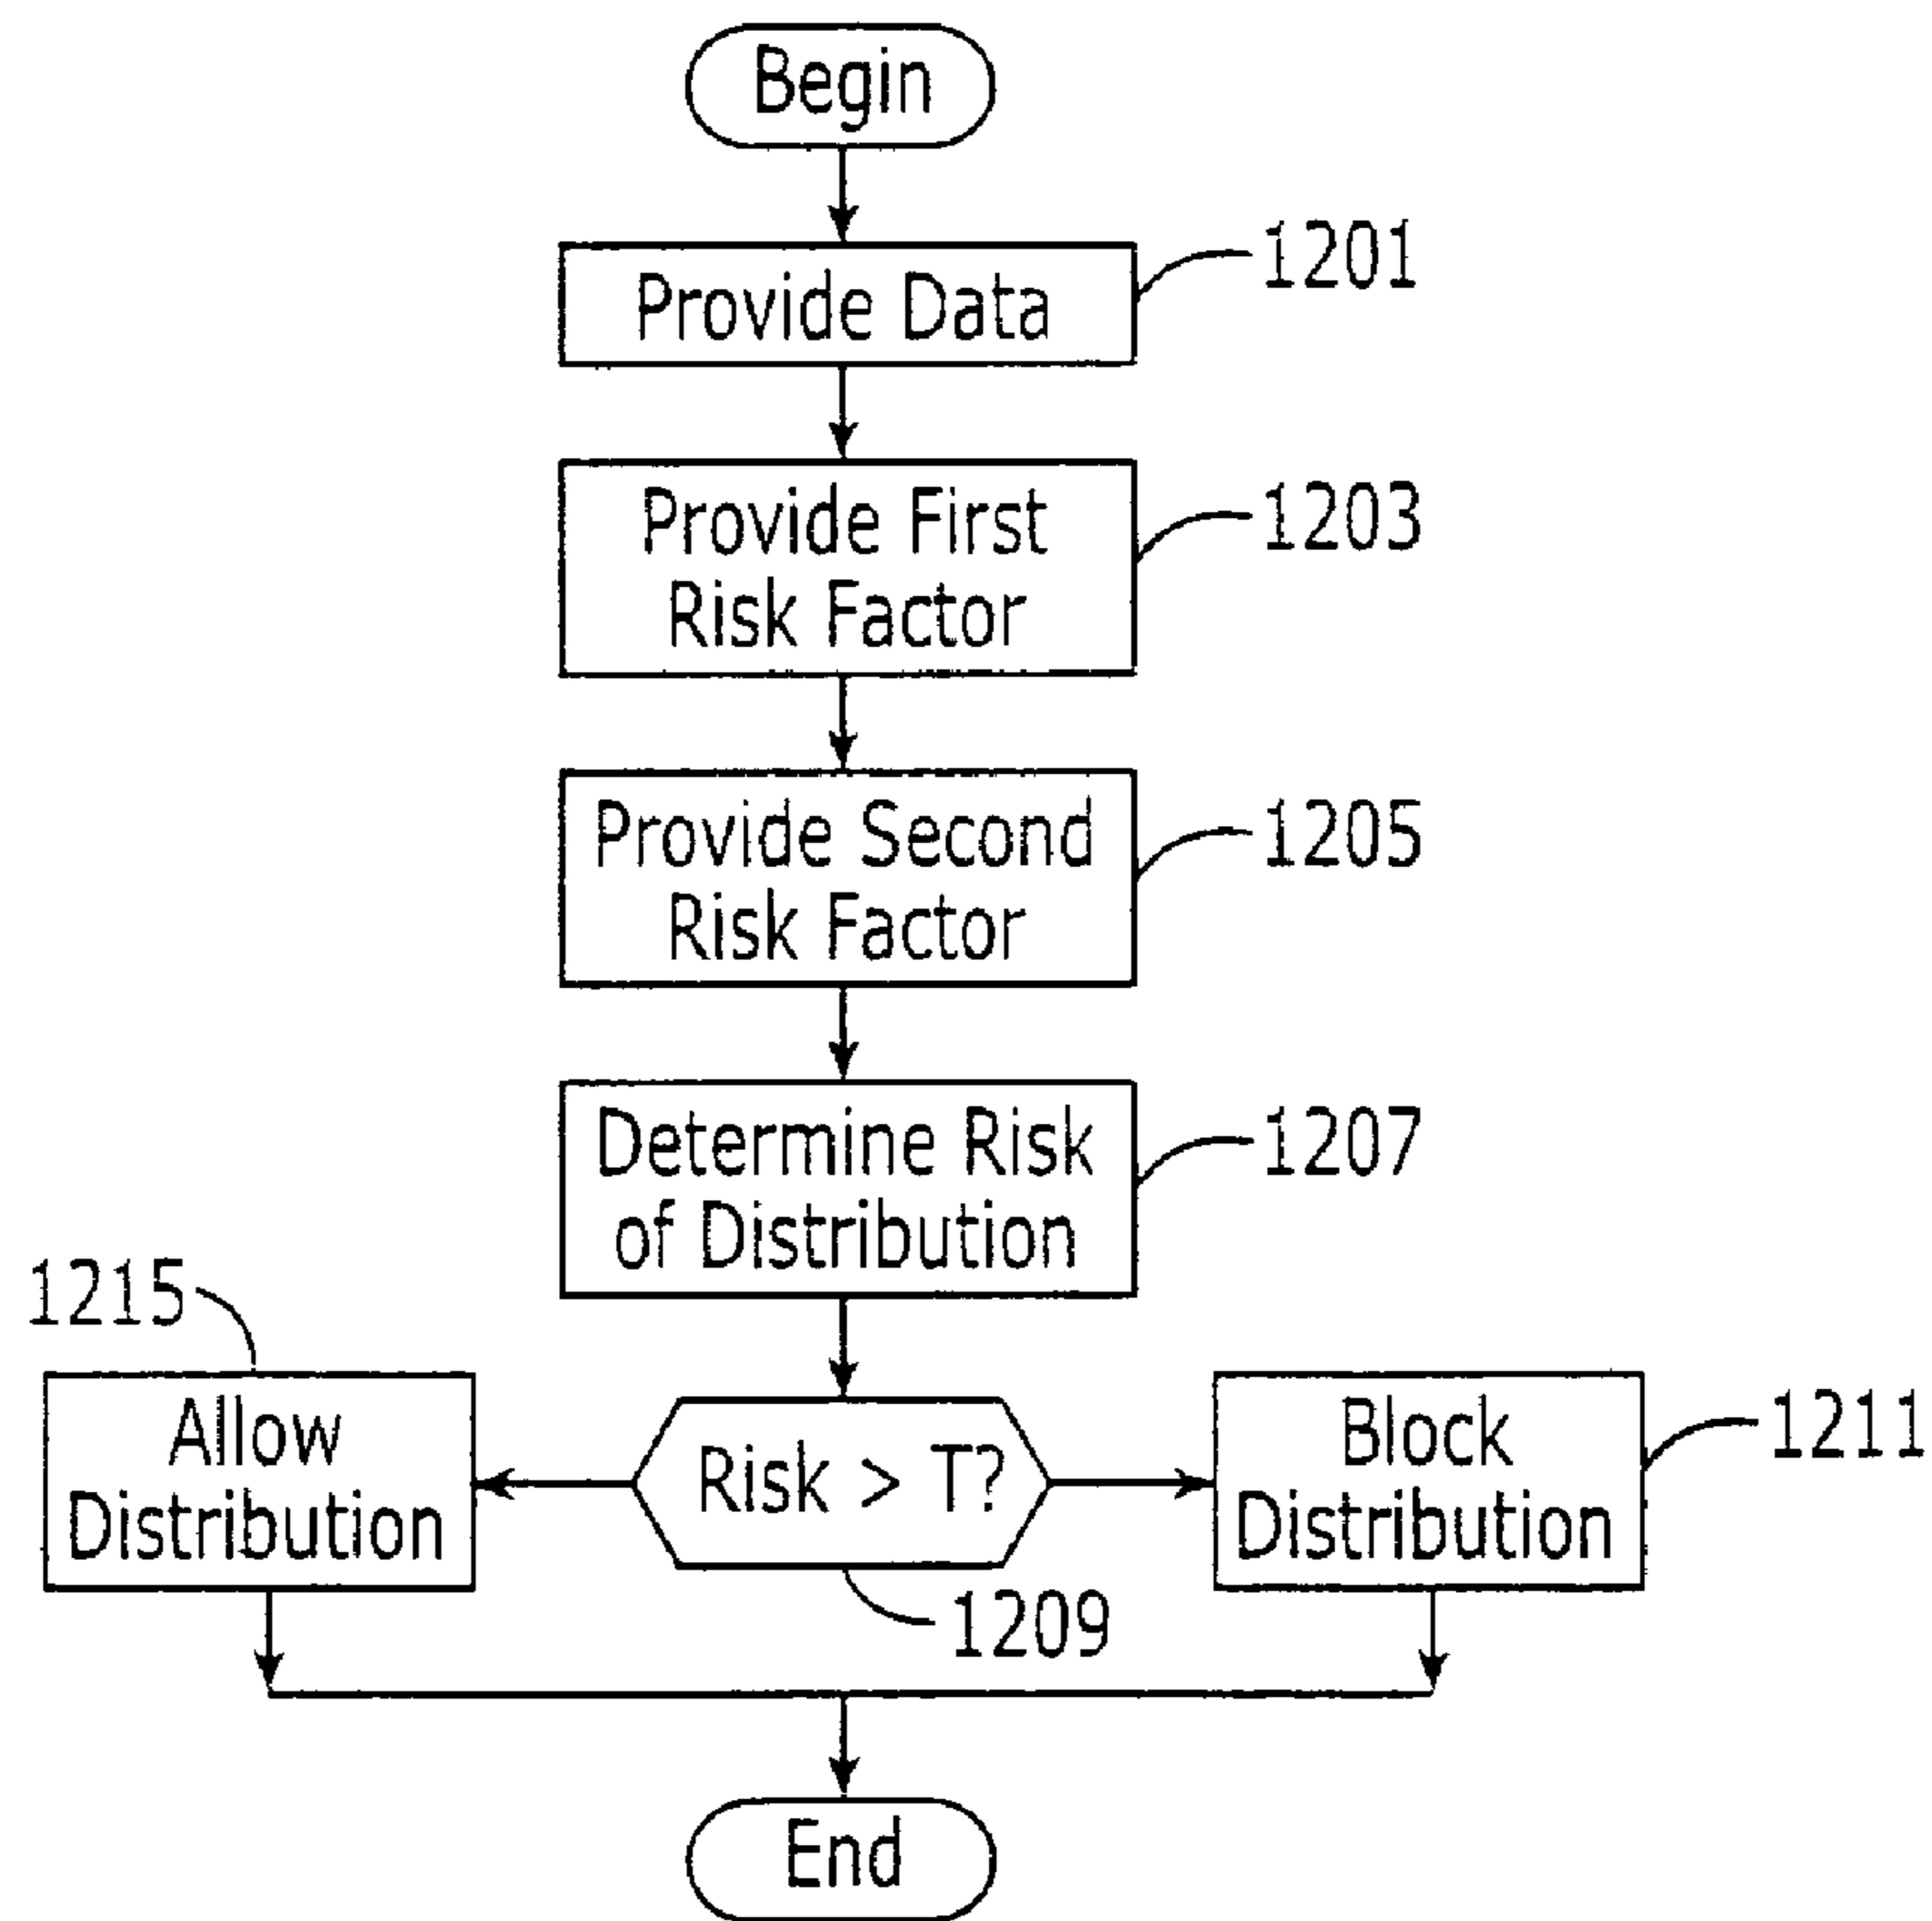 Begin
Provide Data
1201
Provide First
Risk Factor
1203
Provide Second
Risk Factor
1205
Determine Risk
of Distribution
1207
1215
Allow
Distribution
Risk > T?
1209
Block
Distribution
1211
End